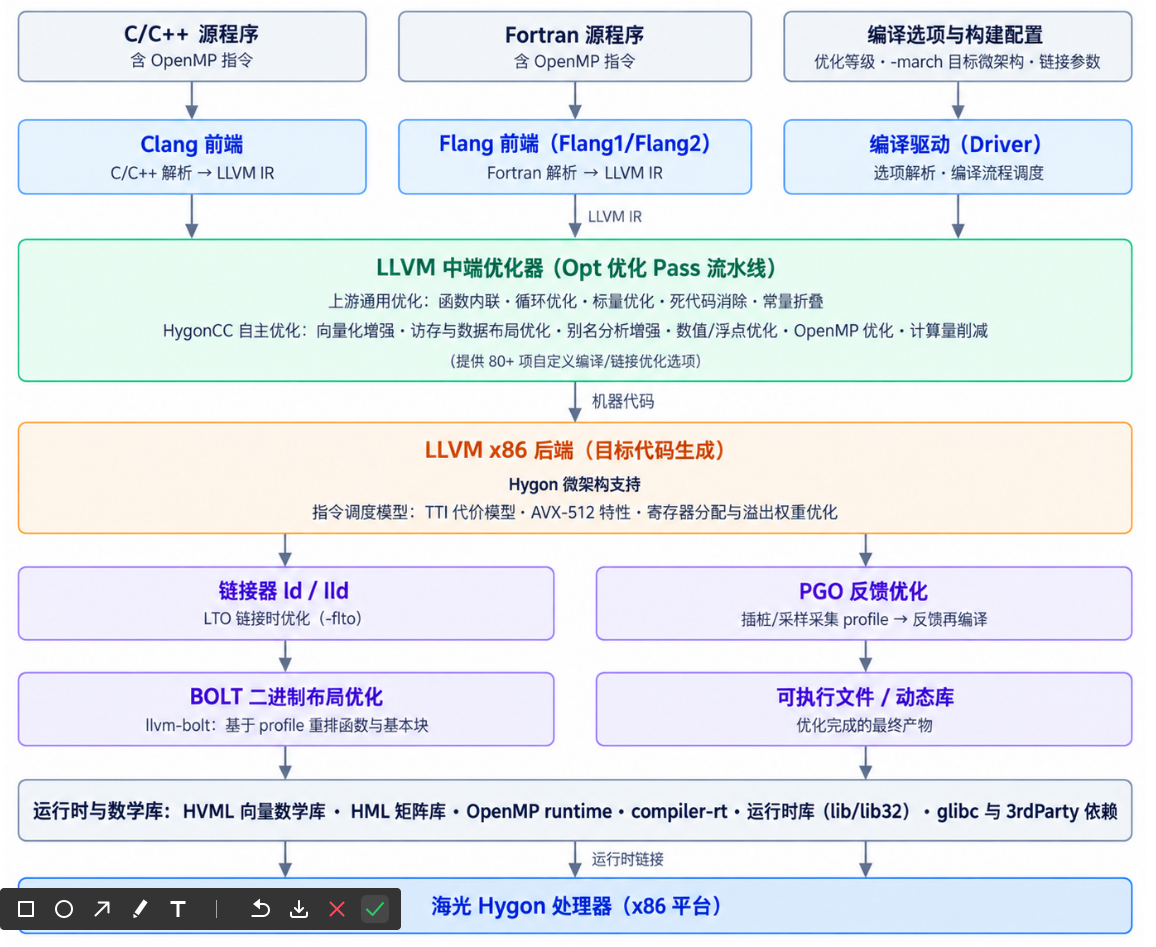 C/C++ 源程序
含 OpenMP 指令
Fortran 源程序
含 OpenMP 指令
编译选项与构建配置
优化等级・-march 目标微架构・链接参数
Clang 前端
C/C++ 解析 → LLVM IR
Flang 前端（Flang1/Flang2）
Fortran 解析 → LLVM IR
编译驱动（Driver）
选项解析・编译流程调度
LLVM IR
LLVM 中端优化器（Opt 优化 Pass 流水线）
上游通用优化：函数内联・循环优化・标量优化・死代码消除・常量折叠
HygonCC 自主优化：向量化增强・访存与数据布局优化・别名分析增强・数值/浮点优化・OpenMP 优化・计算量削减
（提供 80+ 项自定义编译/链接优化选项）
机器代码
LLVM x86 后端（目标代码生成）
Hygon 微架构支持
指令调度模型：TTI 代价模型・AVX-512 特性・寄存器分配与溢出权重优化
链接器 ld / lld
LTO 链接时优化（-flto）
PGO 反馈优化
插桩/采样采集 profile → 反馈再编译
BOLT 二进制布局优化
llvm-bolt：基于 profile 重排函数与基本块
可执行文件 / 动态库
优化完成的最终产物
运行时与数学库：HVML 向量数学库・ HML 矩阵库・OpenMP runtime・compiler-rt・运行时库（lib/lib32）・glibc 与 3rdParty 依赖
运行时链接
海光 Hygon 处理器（x86 平台）
T